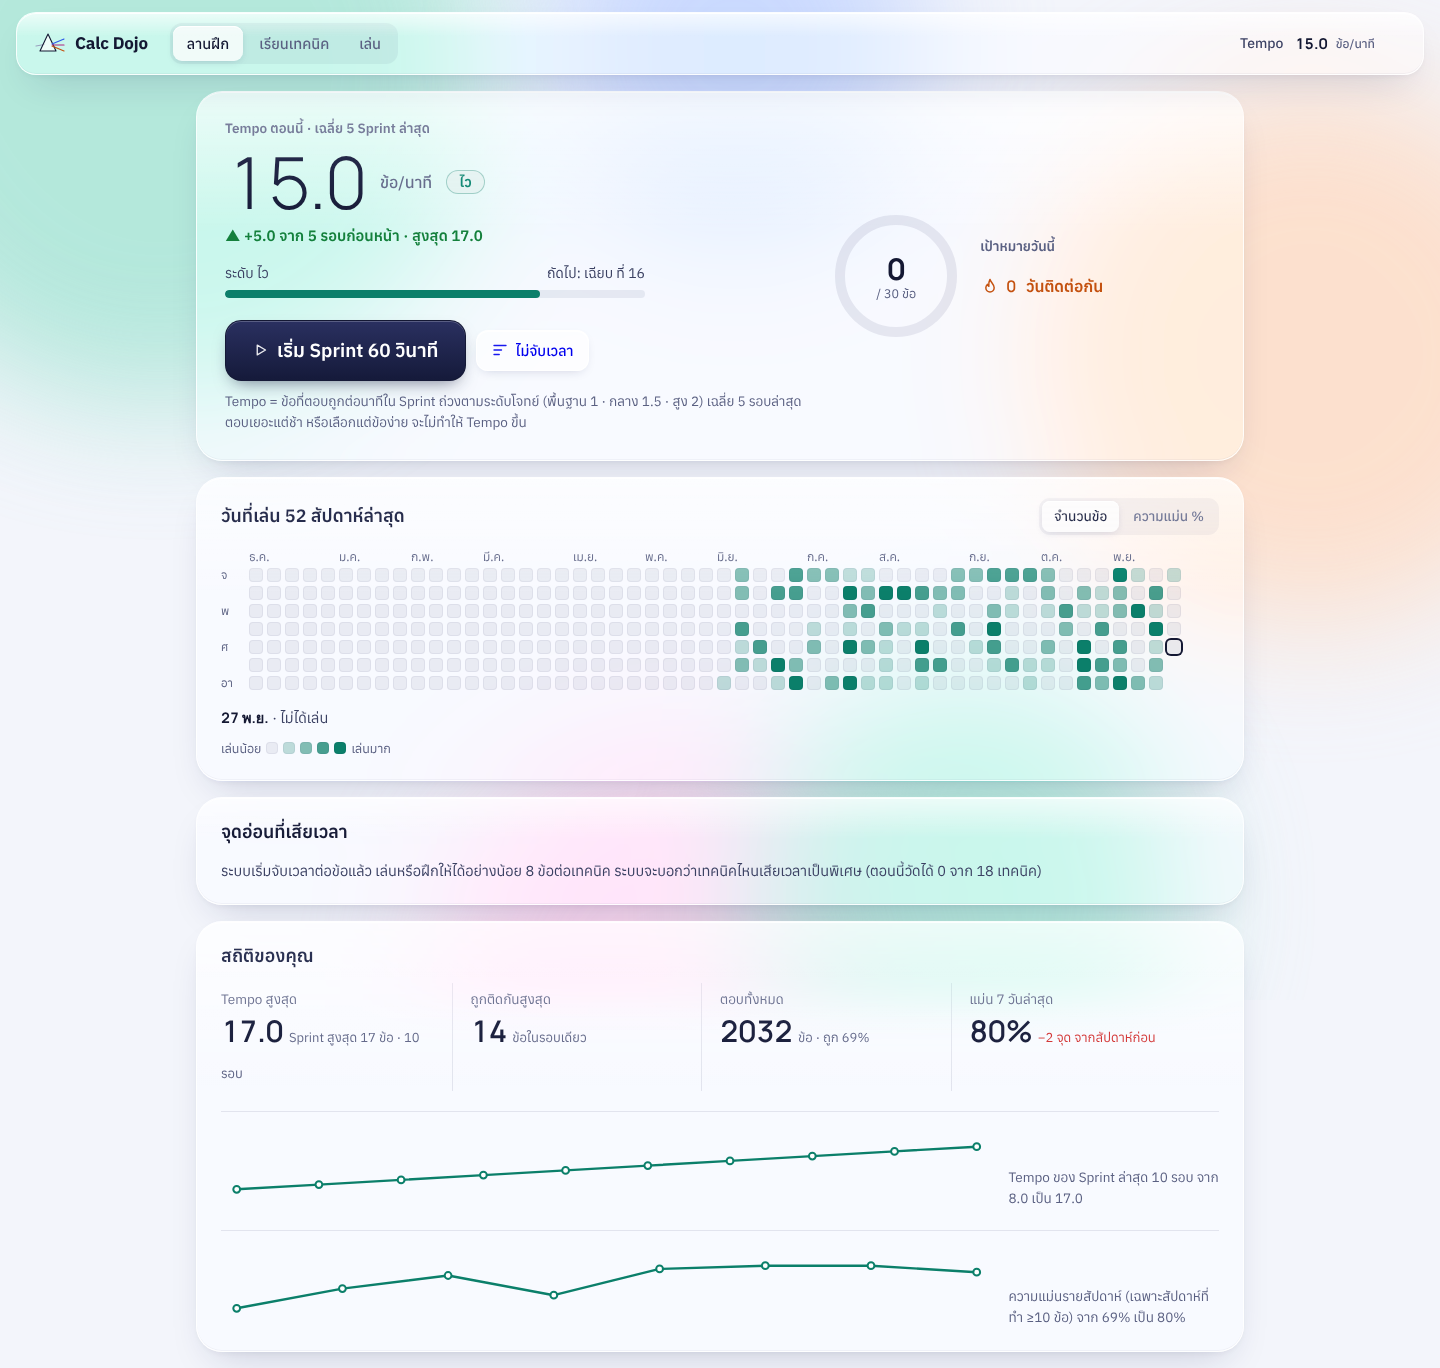 Calc Dojo
ลานฝึก
เรียนเทคนิค
เล่น
Tempo 15.0 ข้อ/นาที
Tempo ตอนนี้ · เฉลี่ย 5 Sprint ล่าสุด
15.0 ข้อ/นาที ไว
▲ +5.0 จาก 5 รอบก่อนหน้า · สูงสุด 17.0
ระดับ ไว
ถัดไป: เฉียบ ที่ 16
เริ่ม Sprint 60 วินาที
ไม่จับเวลา
Tempo = ข้อที่ตอบถูกต่อนาทีใน Sprint ถ่วงตามระดับโจทย์ (พื้นฐาน 1 · กลาง 1.5 · สูง 2) เฉลี่ย 5 รอบล่าสุด
ตอบเยอะแต่ช้า หรือเลือกแต่ข้อง่าย จะไม่ทำให้ Tempo ขึ้น
0
/ 30 ข้อ
เป้าหมายวันนี้
0 วันติดต่อกัน
วันที่เล่น 52 สัปดาห์ล่าสุด
จำนวนข้อ
ความแม่น %
ธ.ค. ม.ค. ก.พ. มี.ค. เม.ย. พ.ค. มิ.ย. ก.ค. ส.ค. ก.ย. ต.ค. พ.ย.
จ
พ
ศ
อา
27 พ.ย. · ไม่ได้เล่น
เล่นน้อย
เล่นมาก
จุดอ่อนที่เสียเวลา
ระบบเริ่มจับเวลาต่อข้อแล้ว เล่นหรือฝึกให้ได้อย่างน้อย 8 ข้อต่อเทคนิค ระบบจะบอกว่าเทคนิคไหนเสียเวลาเป็นพิเศษ (ตอนนี้วัดได้ 0 จาก 18 เทคนิค)
สถิติของคุณ
Tempo สูงสุด
17.0 Sprint สูงสุด 17 ข้อ · 10
รอบ
ถูกติดกันสูงสุด
14 ข้อในรอบเดียว
ตอบทั้งหมด
2032 ข้อ · ถูก 69%
แม่น 7 วันล่าสุด
80% −2 จุด จากสัปดาห์ก่อน
Tempo ของ Sprint ล่าสุด 10 รอบ จาก
8.0 เป็น 17.0
ความแม่นรายสัปดาห์ (เฉพาะสัปดาห์ที่
ทำ ≥10 ข้อ) จาก 69% เป็น 80%